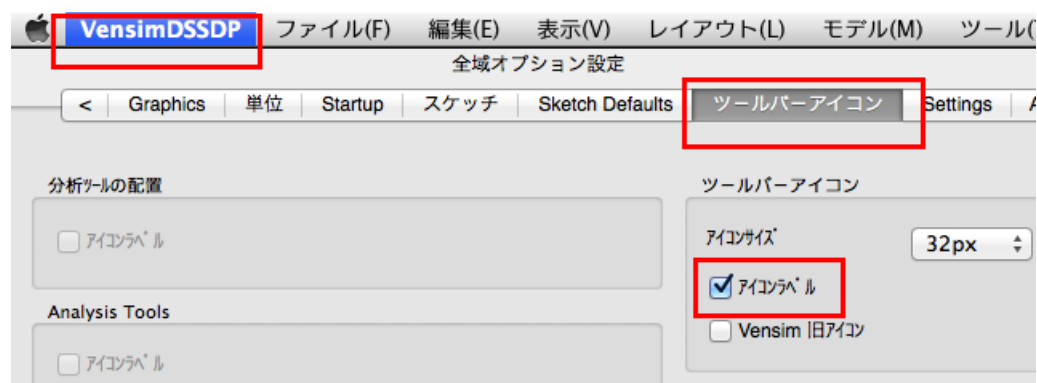 VensimDSSDP ファイル(F) 編集(E) 表示(V) レイアウト(L) モデル(M) ツール(
全域オプション設定
< Graphics 単位 Startup スケッチ Sketch Defaults ツールバーアイコン Settings
分析ﾂｰﾙの配置 ツールバーアイコン
ｱｲｺﾝﾗﾍﾞﾙ ｱｲｺﾝｻｲｽﾞ 32px
ｱｲｺﾝﾗﾍﾞﾙ
Analysis Tools Vensim 旧ｱｲｺﾝ
ｱｲｺﾝﾗﾍﾞﾙ